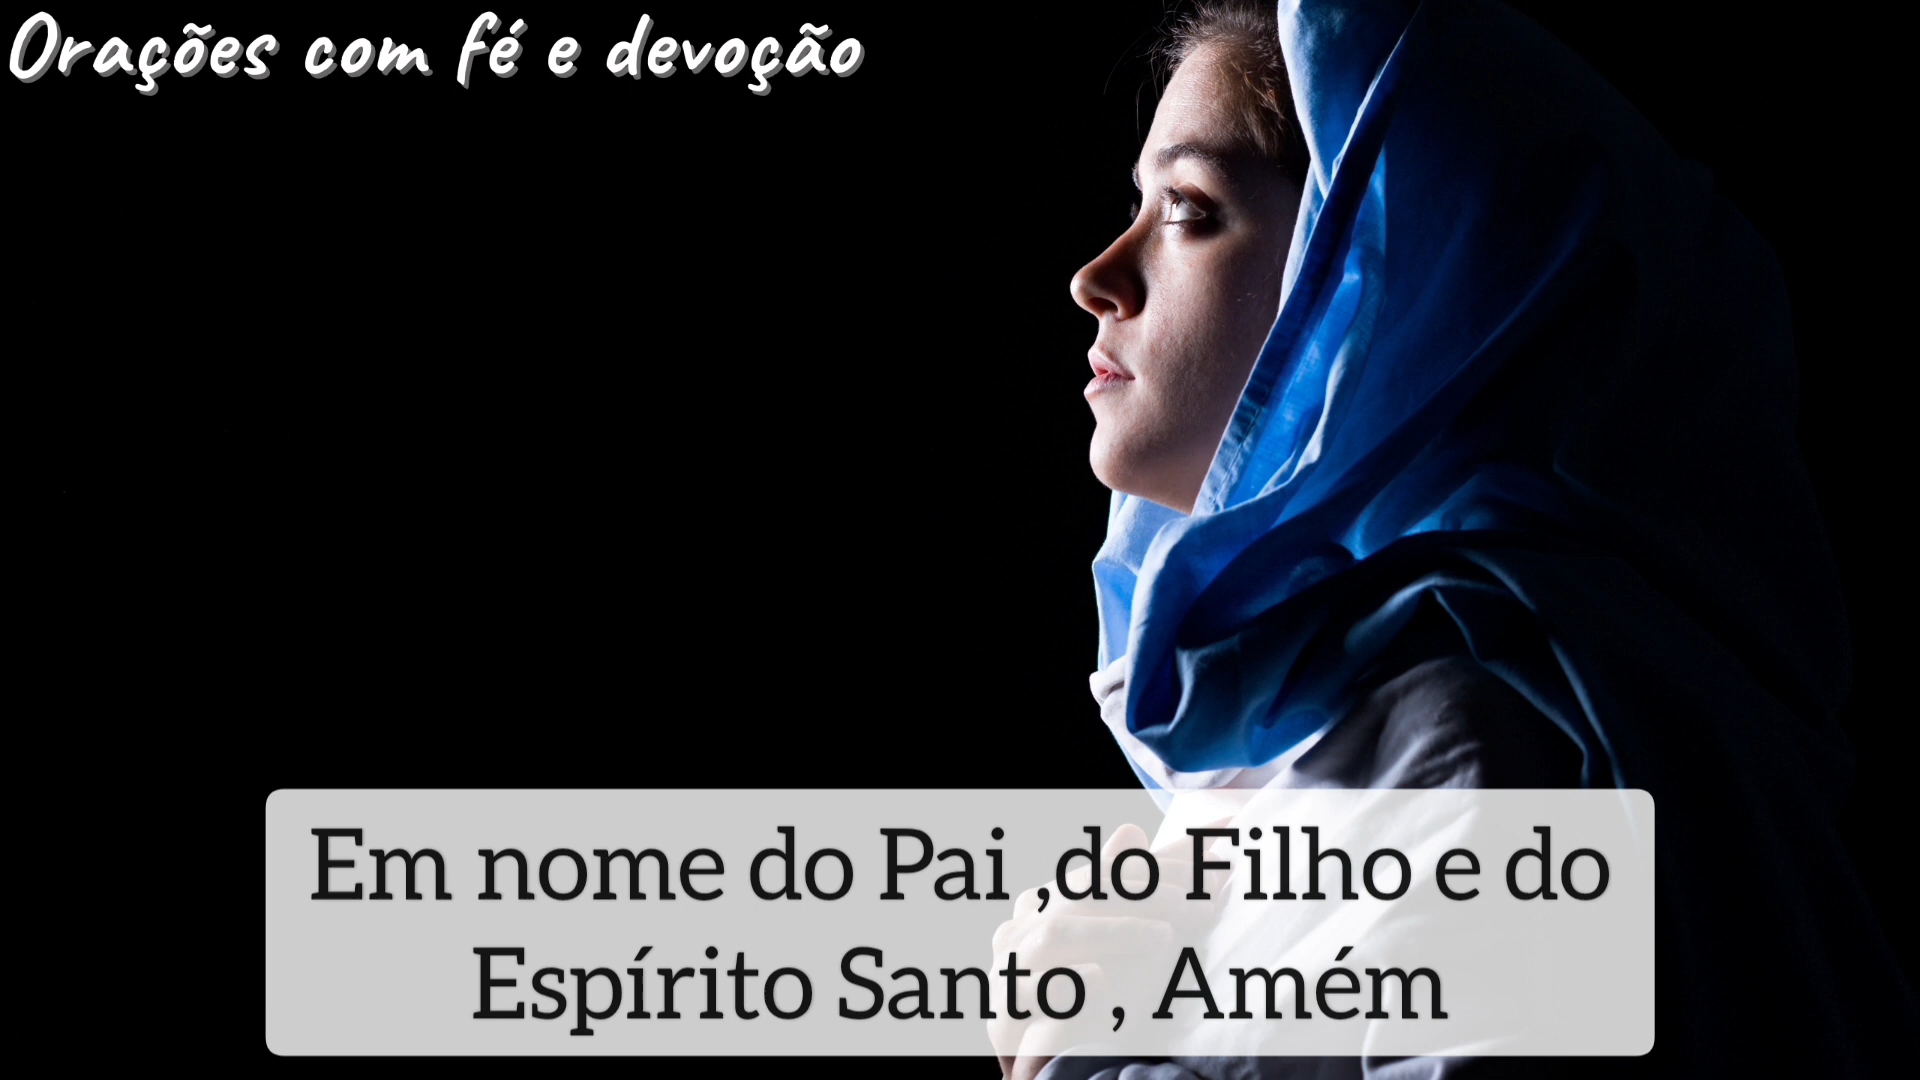 Orações com fé e devoção
Em nome do Pai ,do Filho e do
Espírito Santo , Amém